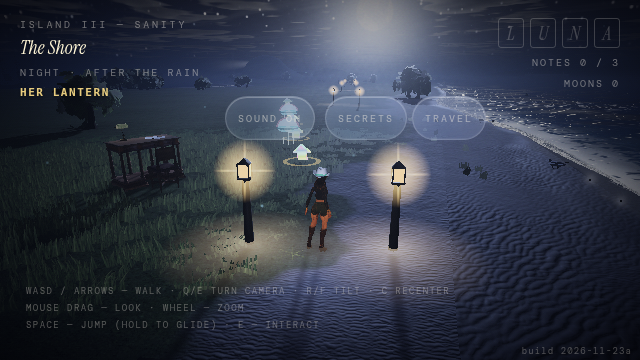 ISLAND III — SANITY
The Shore
NIGHT · AFTER THE RAIN
HER LANTERN
L U N A
NOTES 0 / 3
MOONS 0
SOUND ON
SECRETS
TRAVEL
WASD / ARROWS — WALK · Q/E TURN CAMERA · R/F TILT · C RECENTER
MOUSE DRAG — LOOK · WHEEL — ZOOM
SPACE — JUMP (HOLD TO GLIDE) · E — INTERACT
build 2026-11-23a